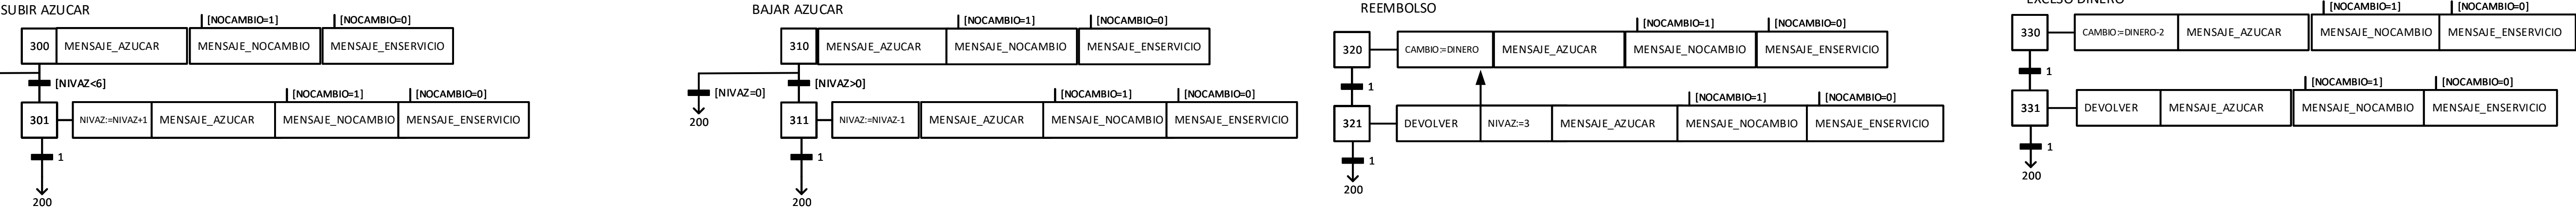 SUBIR AZUCAR
[NOCAMBIO=1]
[NOCAMBIO=0]
300
MENSAJE_AZUCAR
MENSAJE_NOCAMBIO
MENSAJE_ENSERVICIO
[NIVAZ<6]
[NOCAMBIO=1]
[NOCAMBIO=0]
301
NIVAZ:=NIVAZ+1
MENSAJE_AZUCAR
MENSAJE_NOCAMBIO
MENSAJE_ENSERVICIO
1
200
BAJAR AZUCAR
[NOCAMBIO=1]
[NOCAMBIO=0]
310
MENSAJE_AZUCAR
MENSAJE_NOCAMBIO
MENSAJE_ENSERVICIO
[NIVAZ=0]
[NIVAZ>0]
200
[NOCAMBIO=1]
[NOCAMBIO=0]
311
NIVAZ:=NIVAZ-1
MENSAJE_AZUCAR
MENSAJE_NOCAMBIO
MENSAJE_ENSERVICIO
1
200
REEMBOLSO
[NOCAMBIO=1]
[NOCAMBIO=0]
320
CAMBIO:=DINERO
MENSAJE_AZUCAR
MENSAJE_NOCAMBIO
MENSAJE_ENSERVICIO
1
[NOCAMBIO=1]
[NOCAMBIO=0]
321
DEVOLVER
NIVAZ:=3
MENSAJE_AZUCAR
MENSAJE_NOCAMBIO
MENSAJE_ENSERVICIO
1
200
EXCESO DINERO
[NOCAMBIO=1]
[NOCAMBIO=0]
330
CAMBIO:=DINERO-2
MENSAJE_AZUCAR
MENSAJE_NOCAMBIO
MENSAJE_ENSERVICIO
1
[NOCAMBIO=1]
[NOCAMBIO=0]
331
DEVOLVER
MENSAJE_AZUCAR
MENSAJE_NOCAMBIO
MENSAJE_ENSERVICIO
1
200